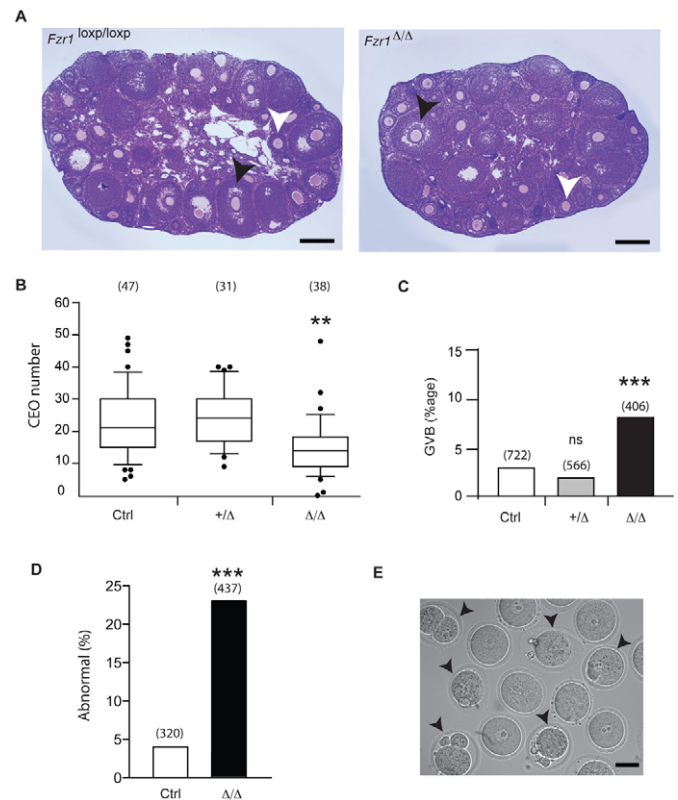 A
Fzr1 loxp/loxp
Fzr1 Δ/Δ
B
(47) (31) (38)
**
60
50
40
30
20
10
0
CEO number
Ctrl +/Δ Δ/Δ
C
15
10
5
0
GVB (%age)
***
(406)
ns
(722) (566)
Ctrl +/Δ Δ/Δ
D
***
(437)
25
20
15
10
5
0
Abnormal (%)
(320)
Ctrl Δ/Δ
E